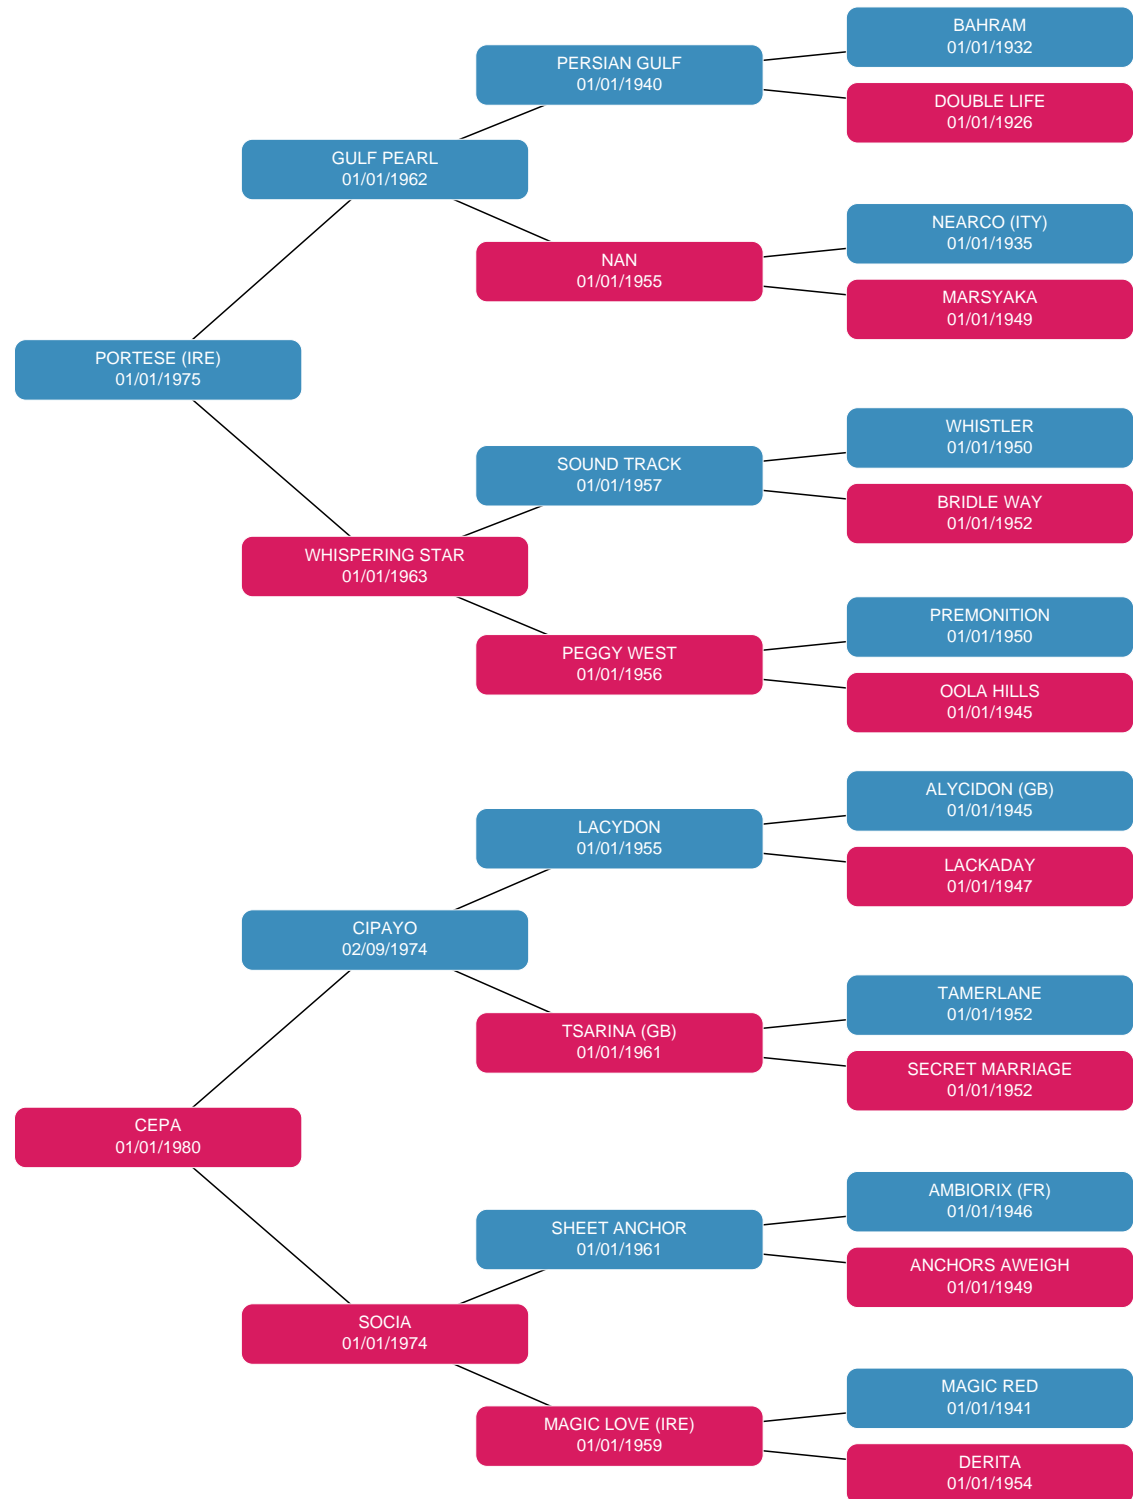 BAHRAM
01/01/1932
PERSIAN GULF
01/01/1940
DOUBLE LIFE
01/01/1926
GULF PEARL
01/01/1962
NEARCO (ITY)
01/01/1935
NAN
01/01/1955
MARSYAKA
01/01/1949
PORTESE (IRE)
01/01/1975
WHISTLER
01/01/1950
SOUND TRACK
01/01/1957
BRIDLE WAY
01/01/1952
WHISPERING STAR
01/01/1963
PREMONITION
01/01/1950
PEGGY WEST
01/01/1956
OOLA HILLS
01/01/1945
ALYCIDON (GB)
01/01/1945
LACYDON
01/01/1955
LACKADAY
01/01/1947
CIPAYO
02/09/1974
TAMERLANE
01/01/1952
TSARINA (GB)
01/01/1961
SECRET MARRIAGE
01/01/1952
CEPA
01/01/1980
AMBIORIX (FR)
01/01/1946
SHEET ANCHOR
01/01/1961
ANCHORS AWEIGH
01/01/1949
SOCIA
01/01/1974
MAGIC RED
01/01/1941
MAGIC LOVE (IRE)
01/01/1959
DERITA
01/01/1954